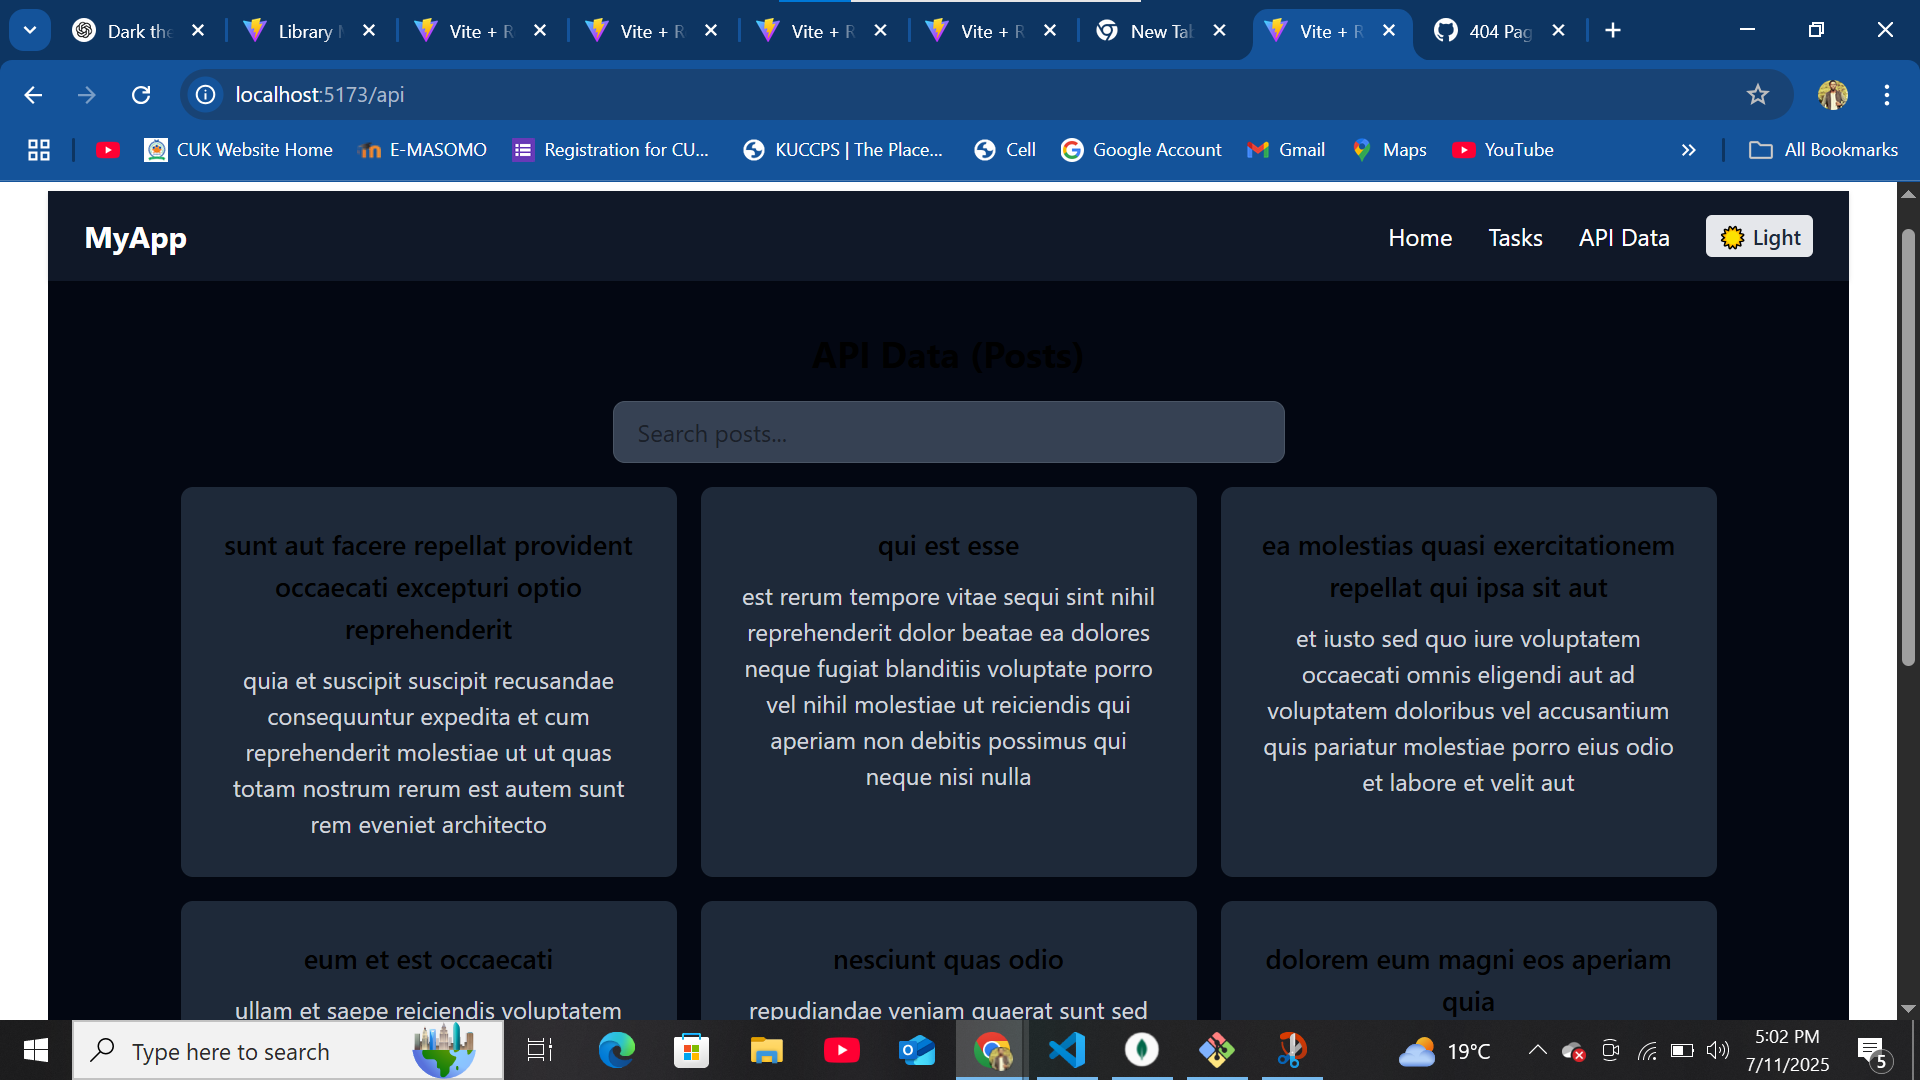 Dark the
Library M
Vite + R
Vite + R
Vite + R
Vite + R
New Tab
Vite + R
404 Pag
localhost:5173/api
CUK Website Home
E-MASOMO
Registration for CU...
KUCCPS | The Place...
Cell
Google Account
Gmail
Maps
YouTube
All Bookmarks
MyApp
Home
Tasks
API Data
Light
API Data (Posts)
Search posts...
sunt aut facere repellat provident
occaecati excepturi optio
reprehenderit
quia et suscipit suscipit recusandae
consequuntur expedita et cum
reprehenderit molestiae ut ut quas
totam nostrum rerum est autem sunt
rem eveniet architecto
qui est esse
est rerum tempore vitae sequi sint nihil
reprehenderit dolor beatae ea dolores
neque fugiat blanditiis voluptate porro
vel nihil molestiae ut reiciendis qui
aperiam non debitis possimus qui
neque nisi nulla
ea molestias quasi exercitationem
repellat qui ipsa sit aut
et iusto sed quo iure voluptatem
occaecati omnis eligendi aut ad
voluptatem doloribus vel accusantium
quis pariatur molestiae porro eius odio
et labore et velit aut
eum et est occaecati
ullam et saepe reiciendis voluptatem
nesciunt quas odio
repudiandae veniam quaerat sunt sed
dolorem eum magni eos aperiam
quia
Type here to search
19°C
5:02 PM
7/11/2025
5